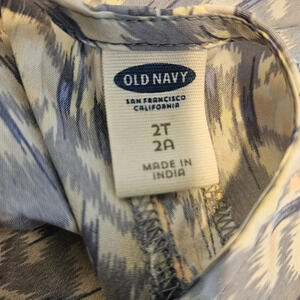 OLD NAVY
SAN FRANCISCO
CALIFORNIA
2T
2A
MADE IN
INDIA